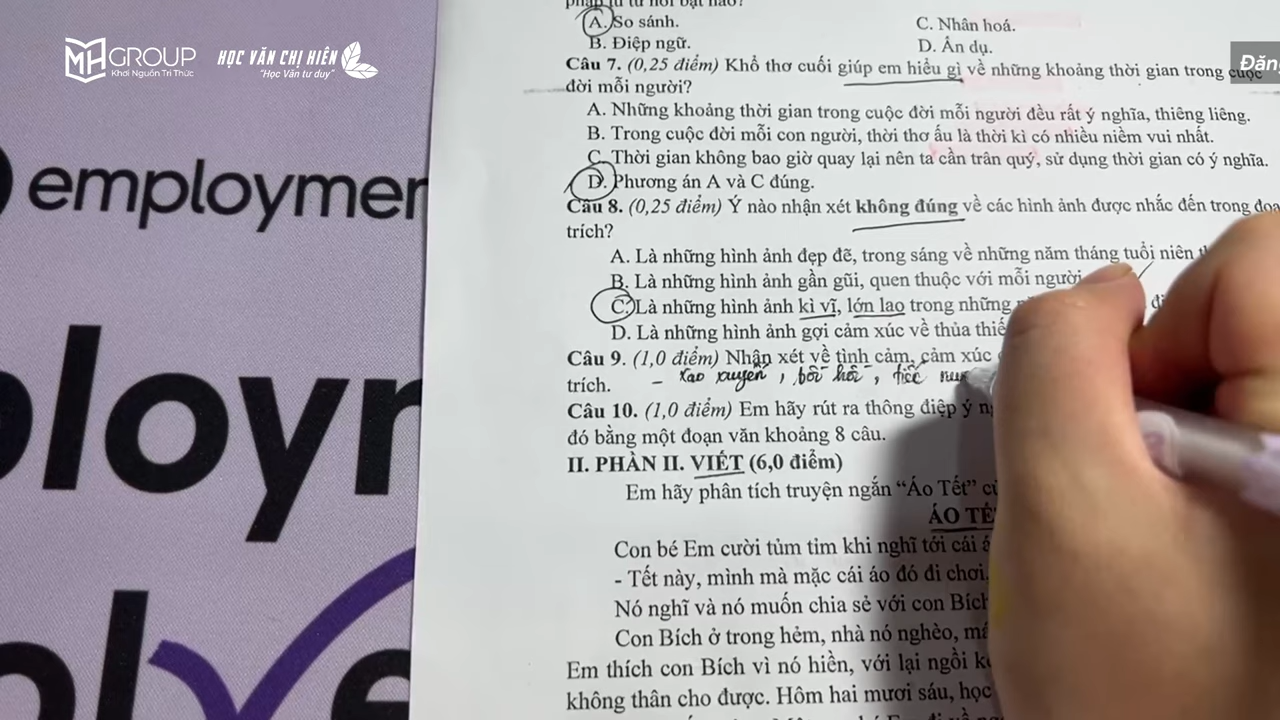 MH GROUP
Khơi Nguồn Tri Thức
HỌC VĂN CHỊ HIÊN
"Học Văn tư duy"
Đăng
employmen
ploym
A. So sánh.
C. Nhân hoá.
B. Điệp ngữ.
D. Ẩn dụ.
Câu 7. (0,25 điểm) Khổ thơ cuối giúp em hiểu gì về những khoảng thời gian trong cuộc
đời mỗi người?
A. Những khoảng thời gian trong cuộc đời mỗi người đều rất ý nghĩa, thiêng liêng.
B. Trong cuộc đời mỗi con người, thời thơ ấu là thời kì có nhiều niềm vui nhất.
C. Thời gian không bao giờ quay lại nên ta cần trân quý, sử dụng thời gian có ý nghĩa.
D. Phương án A và C đúng.
Câu 8. (0,25 điểm) Ý nào nhận xét không đúng về các hình ảnh được nhắc đến trong đoạ
trích?
A. Là những hình ảnh đẹp đẽ, trong sáng về những năm tháng tuổi niên
B. Là những hình ảnh gần gũi, quen thuộc với mỗi người
C. Là những hình ảnh kì vĩ, lớn lao trong những
D. Là những hình ảnh gợi cảm xúc về thủa thiế
Câu 9. (1,0 điểm) Nhận xét về tình cảm, cảm xúc
trích. - xao xuyến, bồi hồi, tiếc
Câu 10. (1,0 điểm) Em hãy rút ra thông điệp ý
đó bằng một đoạn văn khoảng 8 câu.
II. PHẦN II. VIẾT (6,0 điểm)
Em hãy phân tích truyện ngắn “Áo Tết”
ÁO TẾ
Con bé Em cười tủm tỉm khi nghĩ tới cái
- Tết này, mình mà mặc cái áo đó đi chơi,
Nó nghĩ và nó muốn chia sẻ với con Bích
Con Bích ở trong hẻm, nhà nó nghèo, má
Em thích con Bích vì nó hiền, với lại ngồi
không thân cho được. Hôm hai mươi sáu, học